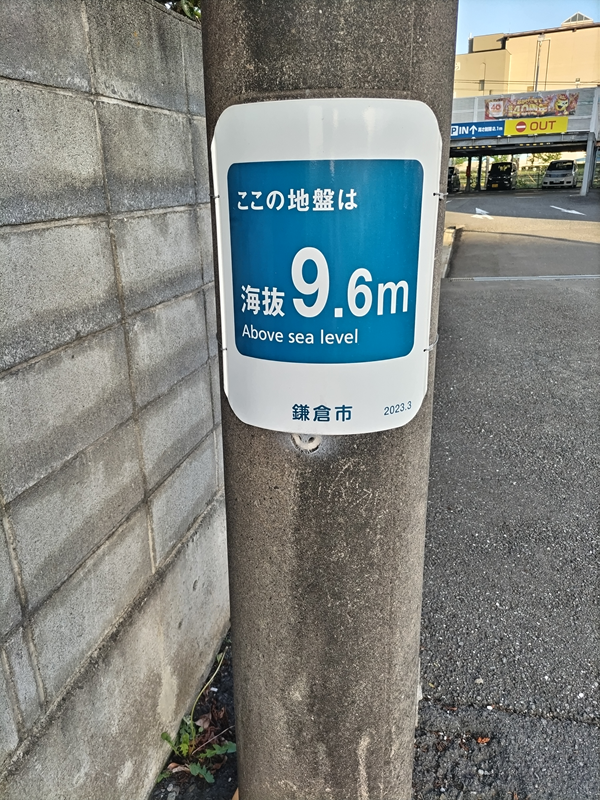 ここの地盤は
海抜9.6m
Above sea level
鎌倉市 2023.3
P IN↑
OUT